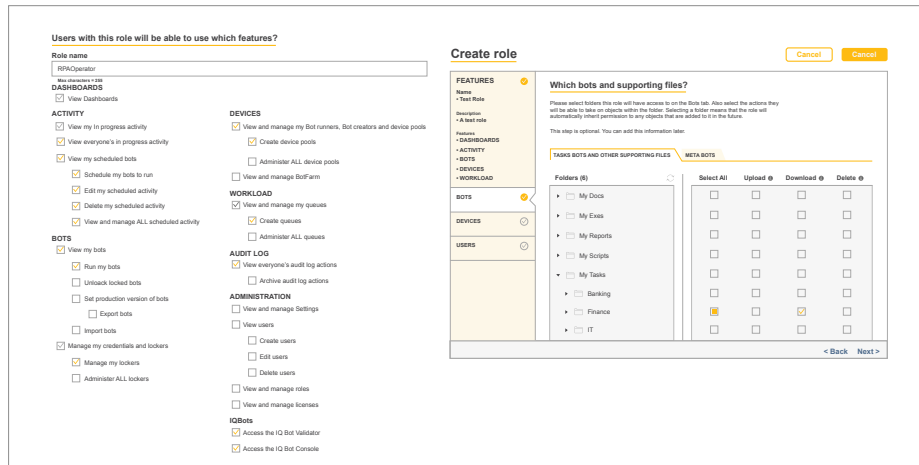 Users with this role will be able to use which features?
Role name
RPAOperator
Max characters = 255
DASHBOARDS
View Dashboards
ACTIVITY
View my In progress activity
View everyone's in progress activity
View my scheduled bots
Schedule my bots to run
Edit my scheduled activity
Delete my scheduled activity
View and manage ALL scheduled activity
BOTS
View my bots
Run my bots
Unloack locked bots
Set production version of bots
Export bots
Import bots
Manage my credentials and lockers
Manage my lockers
Administer ALL lockers
DEVICES
View and manage my Bot runners, Bot creators and device pools
Create device pools
Administer ALL device pools
View and manage BotFarm
WORKLOAD
View and manage my queues
Create queues
Administer ALL queues
AUDIT LOG
View everyone's audit log actions
Archive audit log actions
ADMINISTRATION
View and manage Settings
View users
Create users
Edit users
Delete users
View and manage roles
View and manage licenses
IQBots
Access the IQ Bot Validator
Access the IQ Bot Console
Create role
Cancel
Cancel
FEATURES
Name
• Test Role
Description
• A test role
Features
• DASHBOARDS
• ACTIVITY
• BOTS
• DEVICES
• WORKLOAD
BOTS
DEVICES
USERS
Which bots and supporting files?
Please select folders this role will have access to on the Bots tab. Also select the actions they
will be able to take on objects within the folder. Selecting a folder means that the role will
automatically inherit permission to any objects that are added to it in the future.
This step is optional. You can add this information later.
TASKS BOTS AND OTHER SUPPORTING FILES
META BOTS
Folders (6)
Select All Upload Download Delete
My Docs
My Exes
My Reports
My Scripts
My Tasks
Banking
Finance
IT
< Back Next >